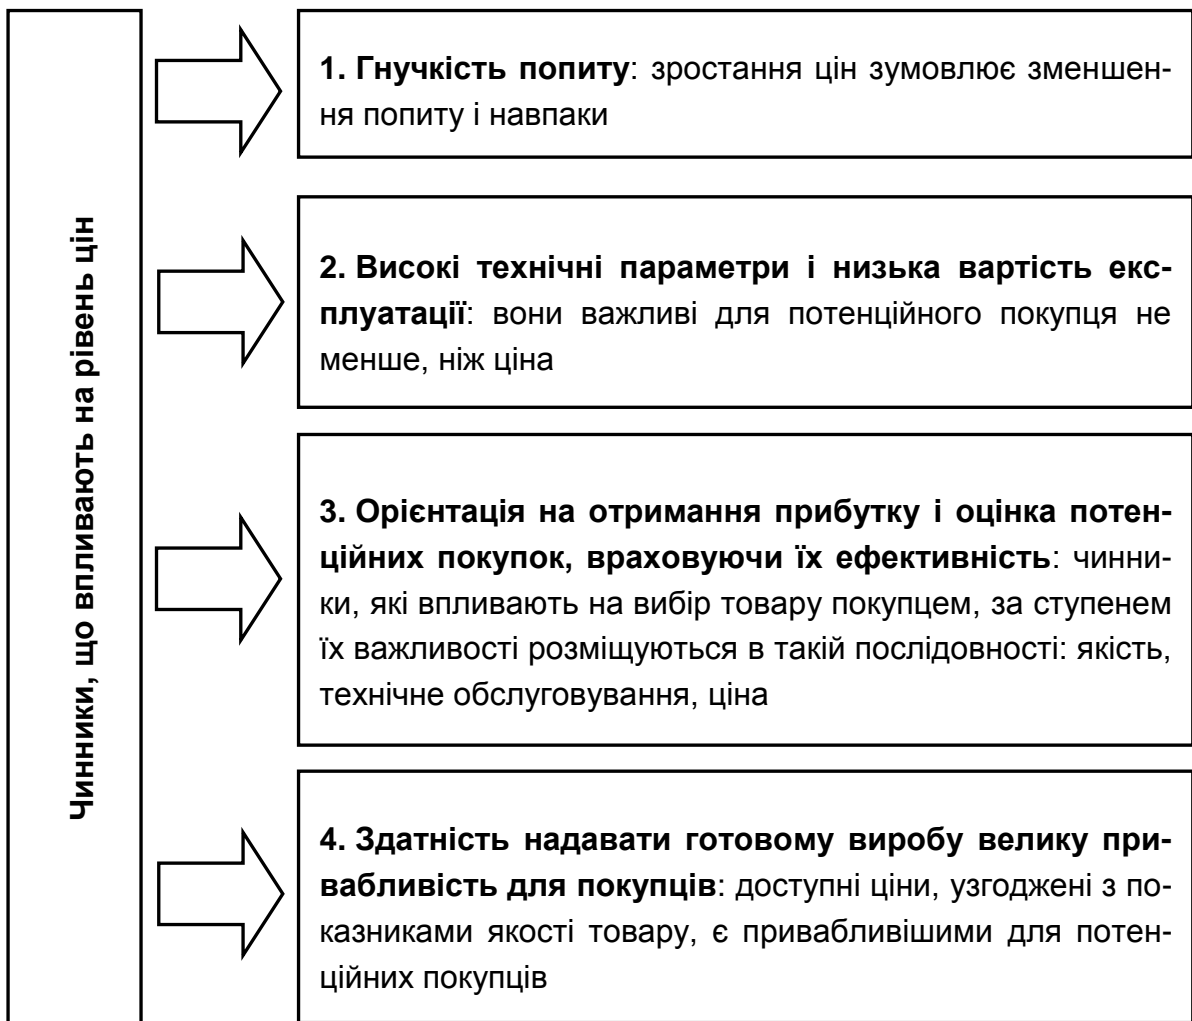 Чинники, що впливають на рівень цін
1. Гнучкість попиту: зростання цін зумовлює зменшен-
ня попиту і навпаки
2. Високі технічні параметри і низька вартість екс-
плуатації: вони важливі для потенційного покупця не
менше, ніж ціна
3. Орієнтація на отримання прибутку і оцінка потен-
ційних покупок, враховуючи їх ефективність: чинни-
ки, які впливають на вибір товару покупцем, за ступенем
їх важливості розміщуються в такій послідовності: якість,
технічне обслуговування, ціна
4. Здатність надавати готовому виробу велику при-
вабливість для покупців: доступні ціни, узгоджені з по-
казниками якості товару, є привабливішими для потен-
ційних покупців